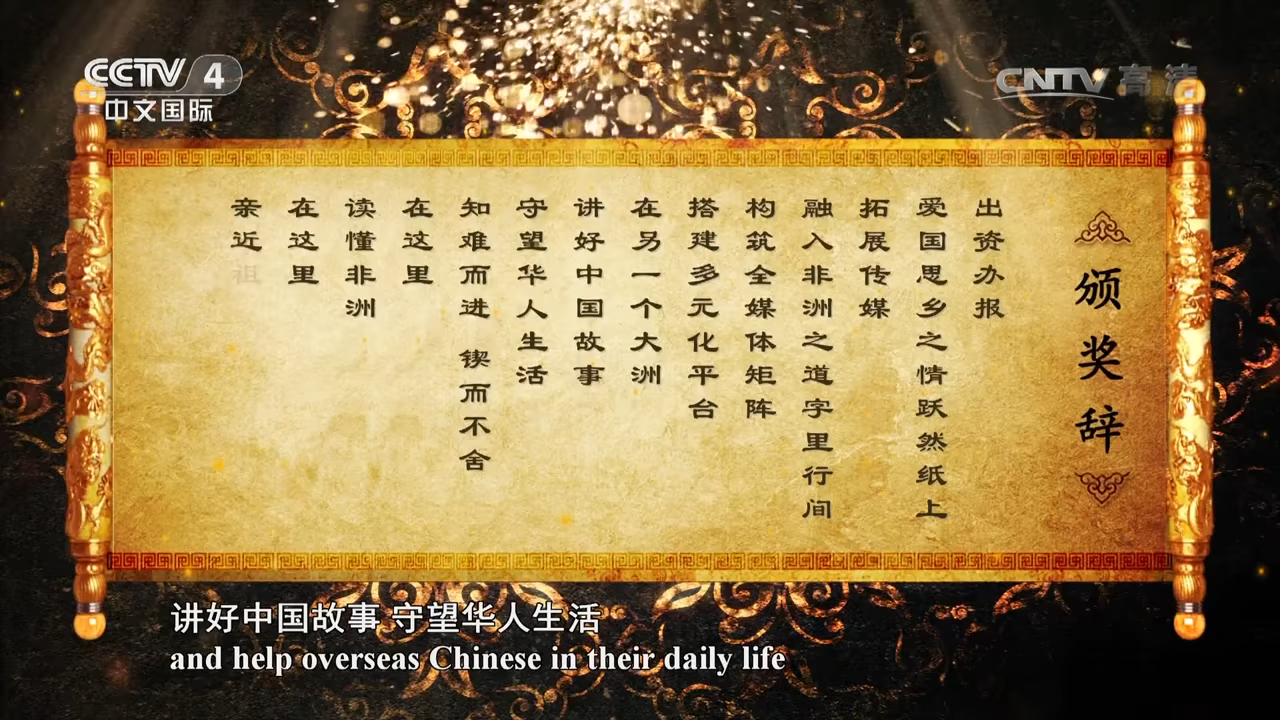 CCTV 4
中文国际
CNTV 高清
颁奖辞
出资办报
爱国思乡之情跃然纸上
拓展传媒
融入非洲之道字里行间
构筑全媒体矩阵
搭建多元化平台
在另一个大洲
讲好中国故事
守望华人生活
知难而进 锲而不舍
在这里
读懂非洲
在这里
亲近祖
讲好中国故事 守望华人生活
and help overseas Chinese in their daily life